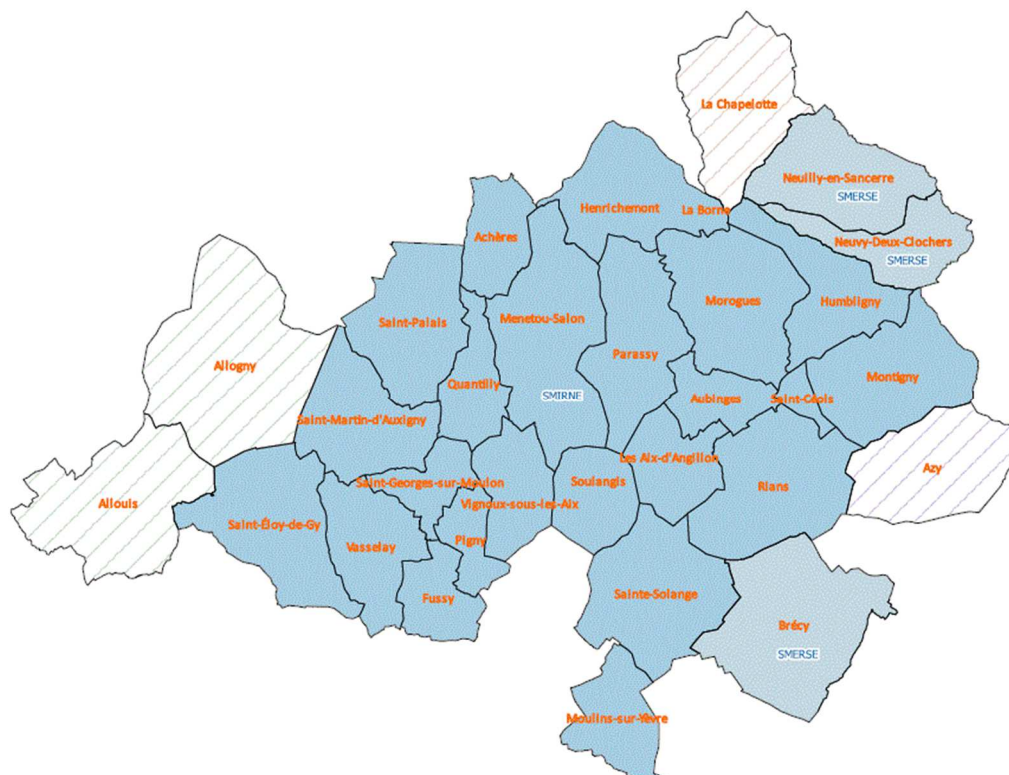 La Chapelotte
Neuilly-en-Sancerre
SMERSE
Henrichemont
La Borne
Achères
Neuvy-Deux-Clochers
SMERSE
Morogues
Humbligny
Saint-Palais
Menetou-Salon
Parassy
Allogny
Quantilly
SMIRNE
Aubinges
Saint-Céols
Montigny
Saint-Martin-d'Auxigny
Les Aix-d'Angillon
Azy
Saint-Georges-sur-Moulon
Soulangis
Rians
Allouis
Vignoux-sous-les-Aix
Saint-Éloy-de-Gy
Vasselay
Pigny
Fussy
Sainte-Solange
Brécy
SMERSE
Moulins-sur-Yèvre